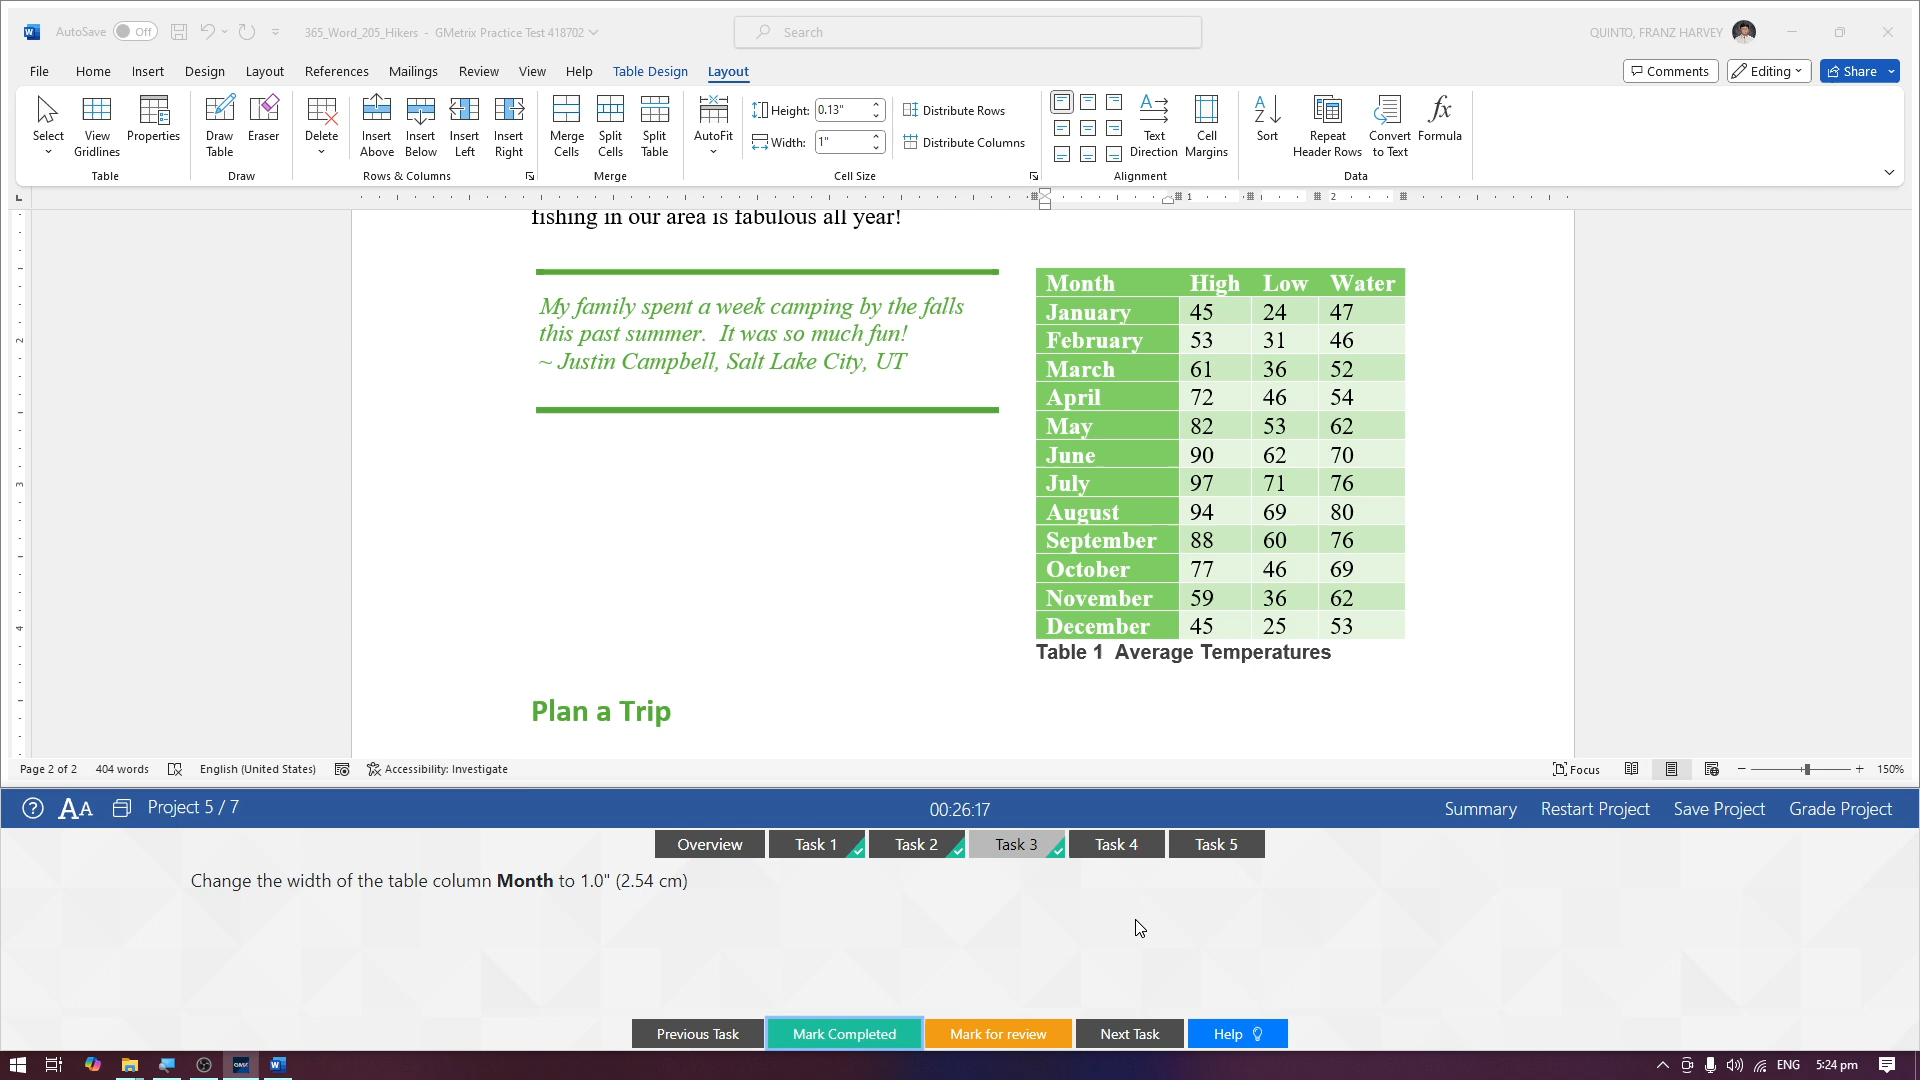 AutoSave Off 365_Word_205_Hikers - GMetrix Practice Test 418702 Search QUINTO, FRANZ HARVEY
File Home Insert Design Layout References Mailings Review View Help Table Design Layout Comments Editing Share
Select View Gridlines Properties Draw Table Eraser Delete Insert Above Insert Below Insert Left Insert Right Merge Cells Split Cells Split Table AutoFit Height: 0.13" Width: 1" Distribute Rows Distribute Columns Text Direction Cell Margins Sort Repeat Header Rows Convert to Text Formula
Table Draw Rows & Columns Merge Cell Size Alignment Data
fishing in our area is fabulous all year!
My family spent a week camping by the falls
this past summer. It was so much fun!
~ Justin Campbell, Salt Lake City, UT
Month High Low Water
January 45 24 47
February 53 31 46
March 61 36 52
April 72 46 54
May 82 53 62
June 90 62 70
July 97 71 76
August 94 69 80
September 88 60 76
October 77 46 69
November 59 36 62
December 45 25 53
Table 1 Average Temperatures
Plan a Trip
Page 2 of 2 404 words English (United States) Accessibility: Investigate Focus 150%
Project 5 / 7 00:26:17 Summary Restart Project Save Project Grade Project
Overview Task 1 Task 2 Task 3 Task 4 Task 5
Change the width of the table column Month to 1.0" (2.54 cm)
Previous Task Mark Completed Mark for review Next Task Help
ENG 5:24 pm